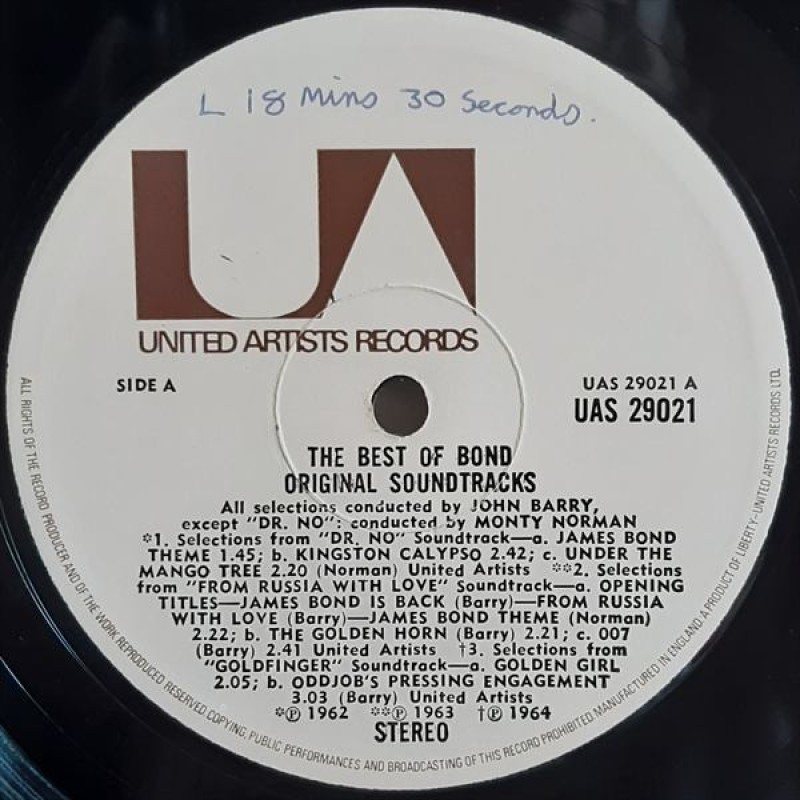 L 18 Mins 30 Seconds.
UA
UNITED ARTISTS RECORDS
SIDE A
UAS 29021 A
UAS 29021
THE BEST OF BOND
ORIGINAL SOUNDTRACKS
All selections conducted by JOHN BARRY,
except "DR. NO": conducted by MONTY NORMAN
*1. Selections from "DR. NO" Soundtrack—a. JAMES BOND
THEME 1.45; b. KINGSTON CALYPSO 2.42; c. UNDER THE
MANGO TREE 2.20 (Norman) United Artists **2. Selections
from "FROM RUSSIA WITH LOVE" Soundtrack—a. OPENING
TITLES—JAMES BOND IS BACK (Barry)—FROM RUSSIA
WITH LOVE (Barry)—JAMES BOND THEME (Norman)
2.22; b. THE GOLDEN HORN (Barry) 2.21; c. 007
(Barry) 2.41 United Artists †3. Selections from
"GOLDFINGER" Soundtrack—a. GOLDEN GIRL
2.05; b. ODDJOB'S PRESSING ENGAGEMENT
3.03 (Barry) United Artists
*℗ 1962 **℗ 1963 †℗ 1964
STEREO
ALL RIGHTS OF THE RECORD PRODUCER AND OF THE WORK REPRODUCED RESERVED. COPYING, PUBLIC PERFORMANCES AND BROADCASTING OF THIS RECORD PROHIBITED. MANUFACTURED IN ENGLAND. A PRODUCT OF LIBERTY-UNITED ARTISTS RECORDS LTD.